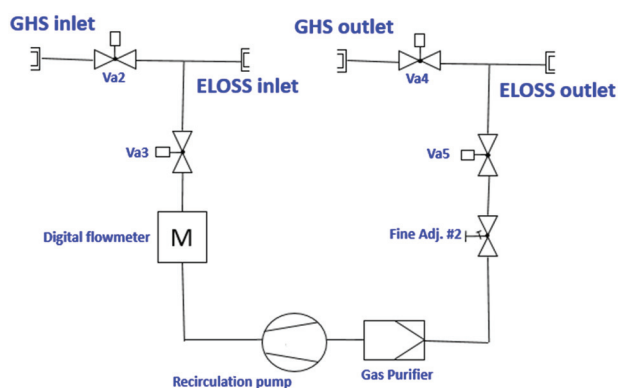 GHS inlet
GHS outlet
Va2
Va4
ELOSS inlet
ELOSS outlet
Va3
Va5
Digital flowmeter
M
Fine Adj. #2
Recirculation pump
Gas Purifier